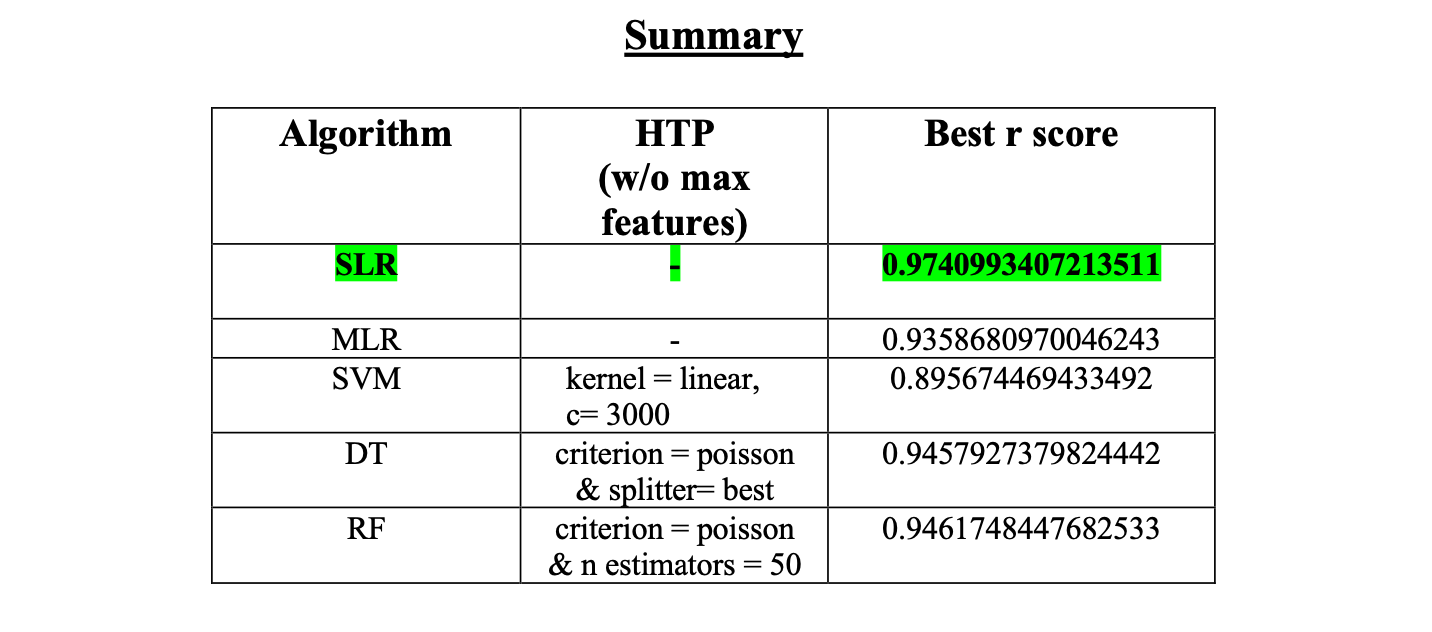 Summary
Algorithm
HTP
(w/o max
features)
Best r score
SLR
-
0.9740993407213511
MLR
-
0.9358680970046243
SVM
kernel = linear,
c= 3000
0.895674469433492
DT
criterion = poisson
& splitter= best
0.9457927379824442
RF
criterion = poisson
& n estimators = 50
0.9461748447682533